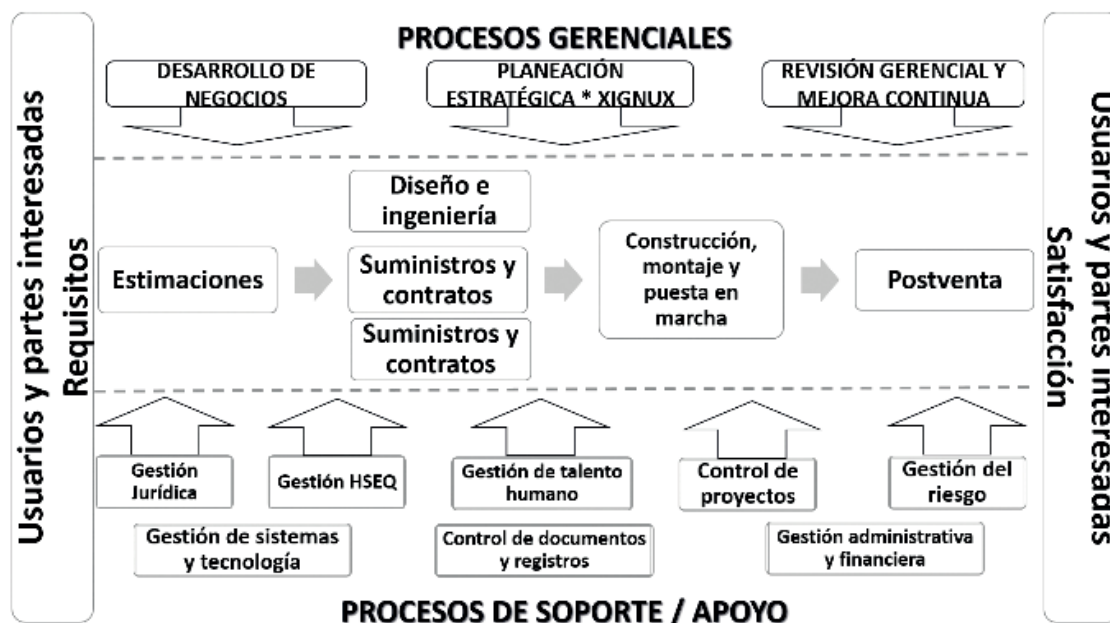 PROCESOS GERENCIALES
DESARROLLO DE
NEGOCIOS
PLANEACIÓN
ESTRATÉGICA * XIGNUX
REVISIÓN GERENCIAL Y
MEJORA CONTINUA
Usuarios y partes interesadas
Requisitos
Estimaciones
Diseño e
ingeniería
Suministros y
contratos
Suministros y
contratos
Construcción,
montaje y
puesta en
marcha
Postventa
Usuarios y partes interesadas
Satisfacción
Gestión
Jurídica
Gestión HSEQ
Gestión de talento
humano
Control de
proyectos
Gestión del
riesgo
Gestión de sistemas
y tecnología
Control de documentos
y registros
Gestión administrativa
y financiera
PROCESOS DE SOPORTE / APOYO